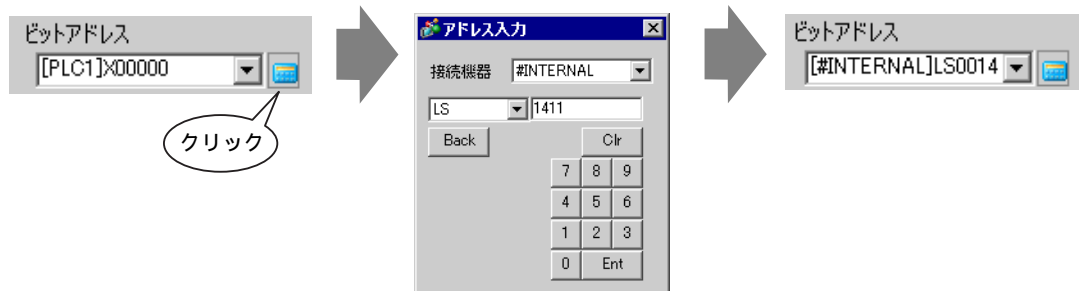 ビットアドレス
[PLC1]X00000
クリック
アドレス入力
接続機器 #INTERNAL
LS 1411
Back Clr
7 8 9
4 5 6
1 2 3
0 Ent
ビットアドレス
[#INTERNAL]LS0014